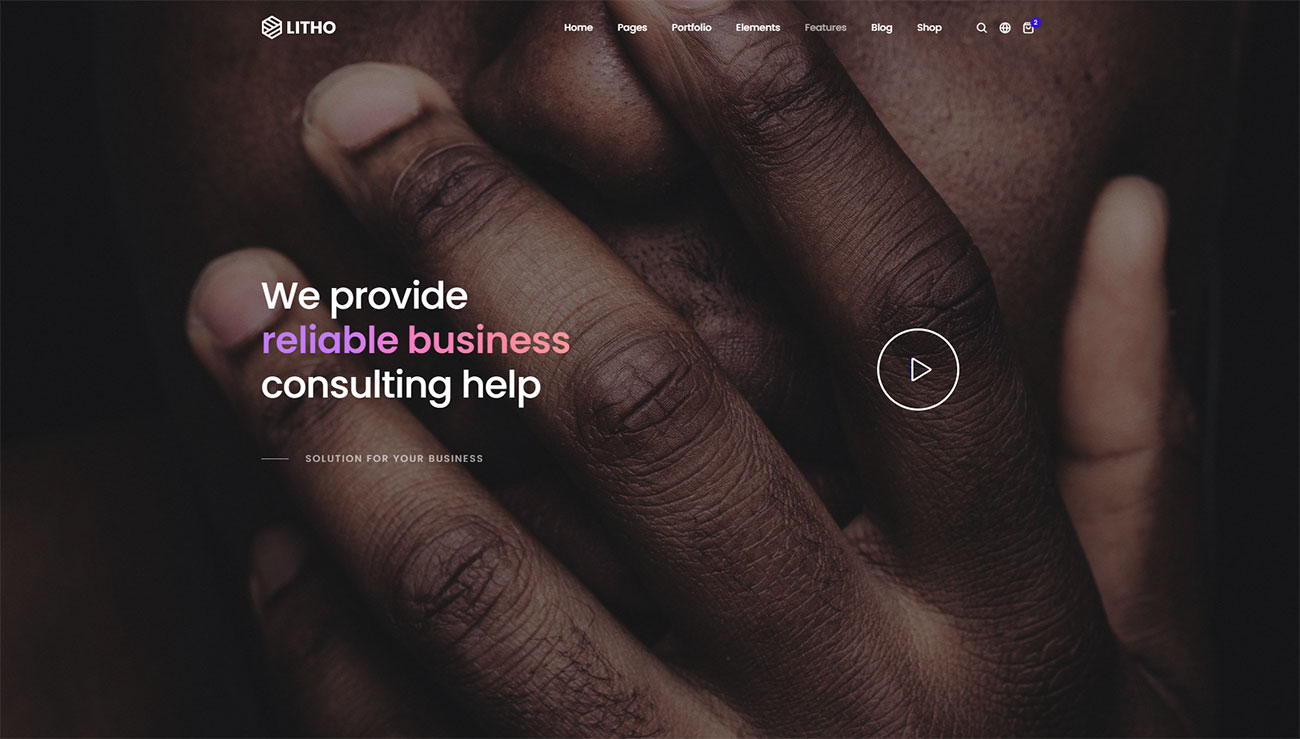 LITHO
Home Pages Portfolio Elements Features Blog Shop 2
We provide
reliable business
consulting help
SOLUTION FOR YOUR BUSINESS